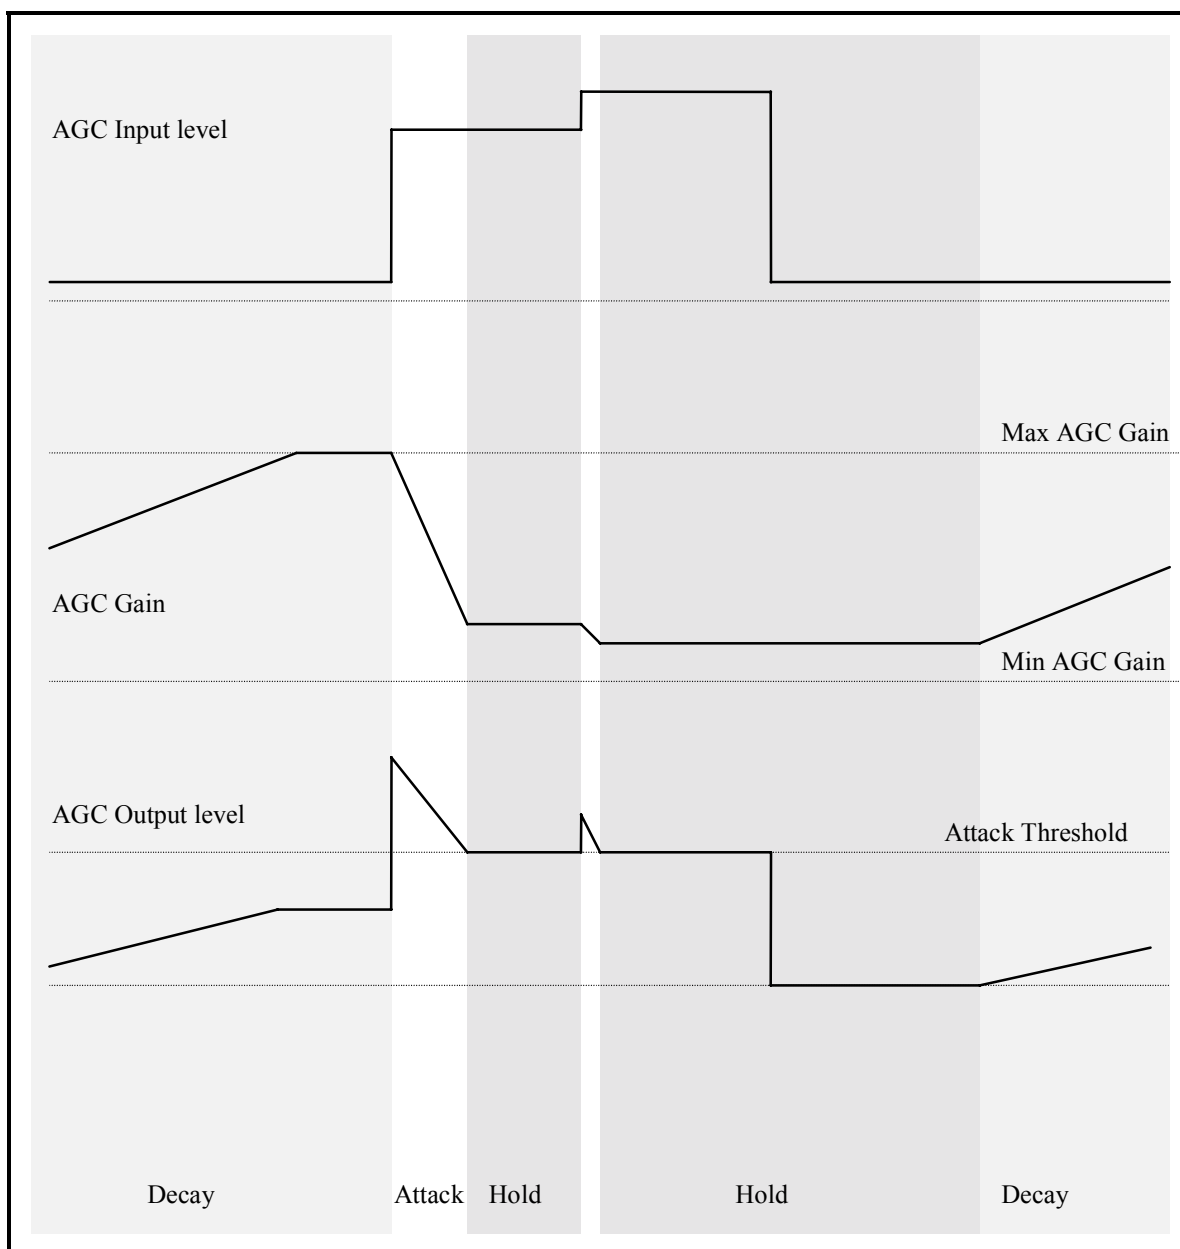 AGC Input level
Max AGC Gain
AGC Gain
Min AGC Gain
AGC Output level
Attack Threshold
Decay Attack Hold Hold Decay